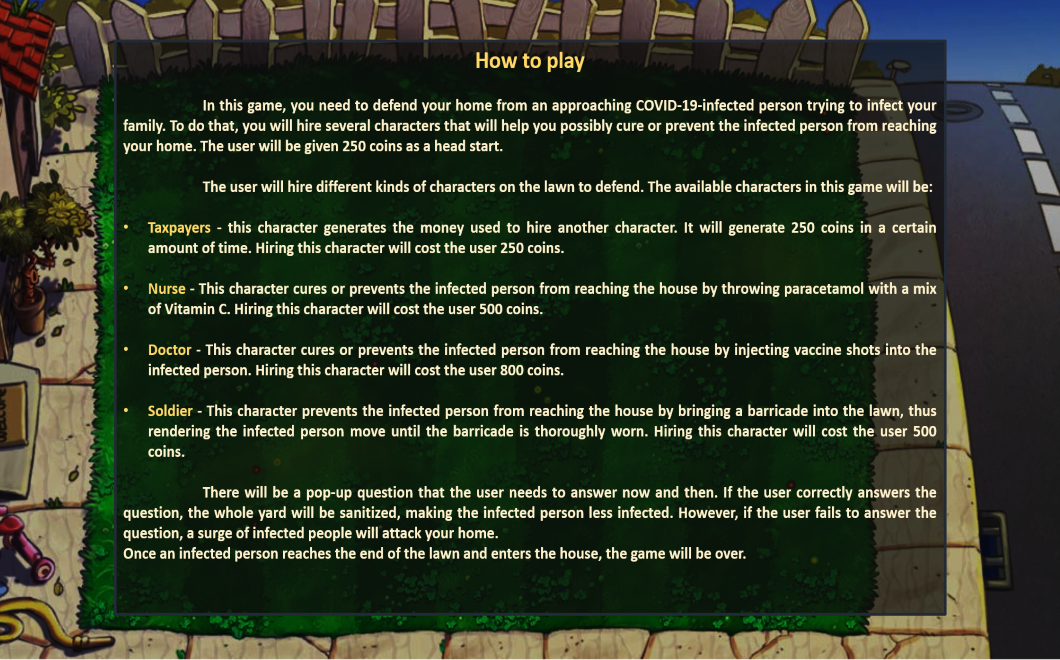 How to play
In this game, you need to defend your home from an approaching COVID-19-infected person trying to infect your
family. To do that, you will hire several characters that will help you possibly cure or prevent the infected person from reaching
your home. The user will be given 250 coins as a head start.
The user will hire different kinds of characters on the lawn to defend. The available characters in this game will be:
• Taxpayers - this character generates the money used to hire another character. It will generate 250 coins in a certain
amount of time. Hiring this character will cost the user 250 coins.
• Nurse - This character cures or prevents the infected person from reaching the house by throwing paracetamol with a mix
of Vitamin C. Hiring this character will cost the user 500 coins.
• Doctor - This character cures or prevents the infected person from reaching the house by injecting vaccine shots into the
infected person. Hiring this character will cost the user 800 coins.
• Soldier - This character prevents the infected person from reaching the house by bringing a barricade into the lawn, thus
rendering the infected person move until the barricade is thoroughly worn. Hiring this character will cost the user 500
coins.
There will be a pop-up question that the user needs to answer now and then. If the user correctly answers the
question, the whole yard will be sanitized, making the infected person less infected. However, if the user fails to answer the
question, a surge of infected people will attack your home.
Once an infected person reaches the end of the lawn and enters the house, the game will be over.